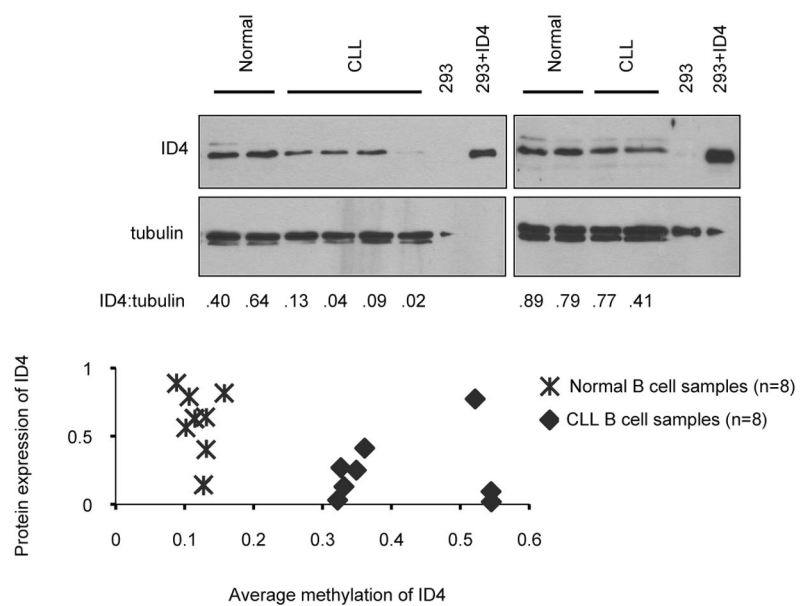 Normal CLL 293 293+ID4 Normal CLL 293 293+ID4
ID4
tubulin
ID4:tubulin .40 .64 .13 .04 .09 .02 .89 .79 .77 .41
Protein expression of ID4
1
0.5
0
0 0.1 0.2 0.3 0.4 0.5 0.6
Average methylation of ID4
Normal B cell samples (n=8)
CLL B cell samples (n=8)